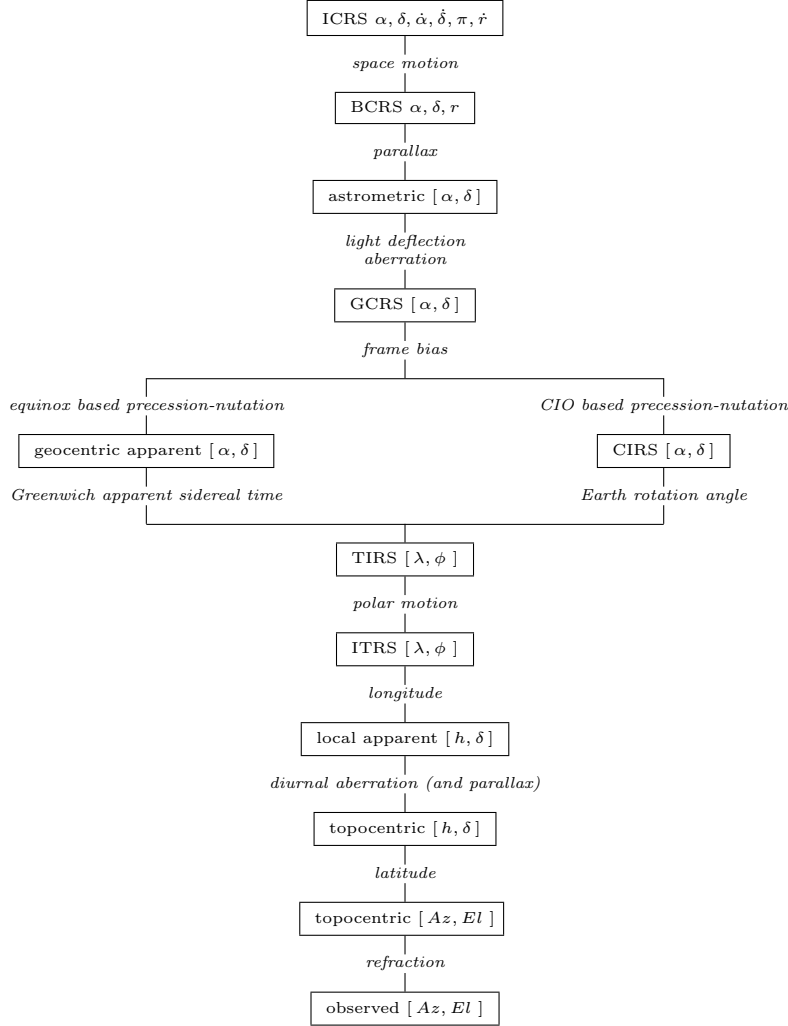 ICRS α, δ, α̇, δ̇, π, ṙ
space motion
BCRS α, δ, r
parallax
astrometric [ α, δ ]
light deflection
aberration
GCRS [ α, δ ]
frame bias
equinox based precession-nutation
CIO based precession-nutation
geocentric apparent [ α, δ ]
CIRS [ α, δ ]
Greenwich apparent sidereal time
Earth rotation angle
TIRS [ λ, ϕ ]
polar motion
ITRS [ λ, ϕ ]
longitude
local apparent [ h, δ ]
diurnal aberration (and parallax)
topocentric [ h, δ ]
latitude
topocentric [ Az, El ]
refraction
observed [ Az, El ]